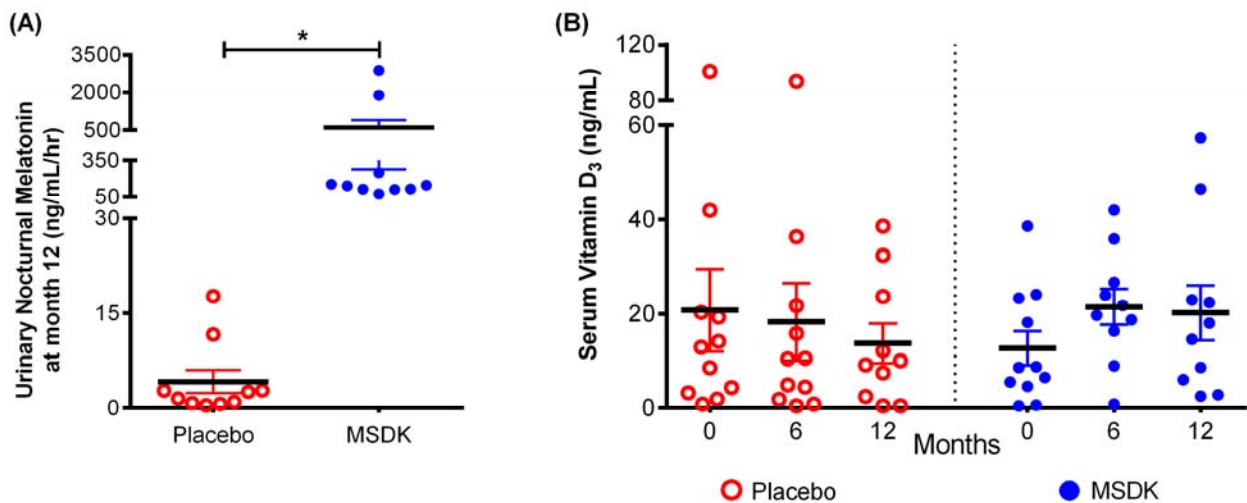 (A)
*
Urinary Nocturnal Melatonin
at month 12 (ng/mL/hr)
3500
2000
500
350
50
30
15
0
Placebo
MSDK
(B)
Serum Vitamin D₃ (ng/mL)
120
80
60
40
20
0
0
6
12
Months
0
6
12
Placebo
MSDK